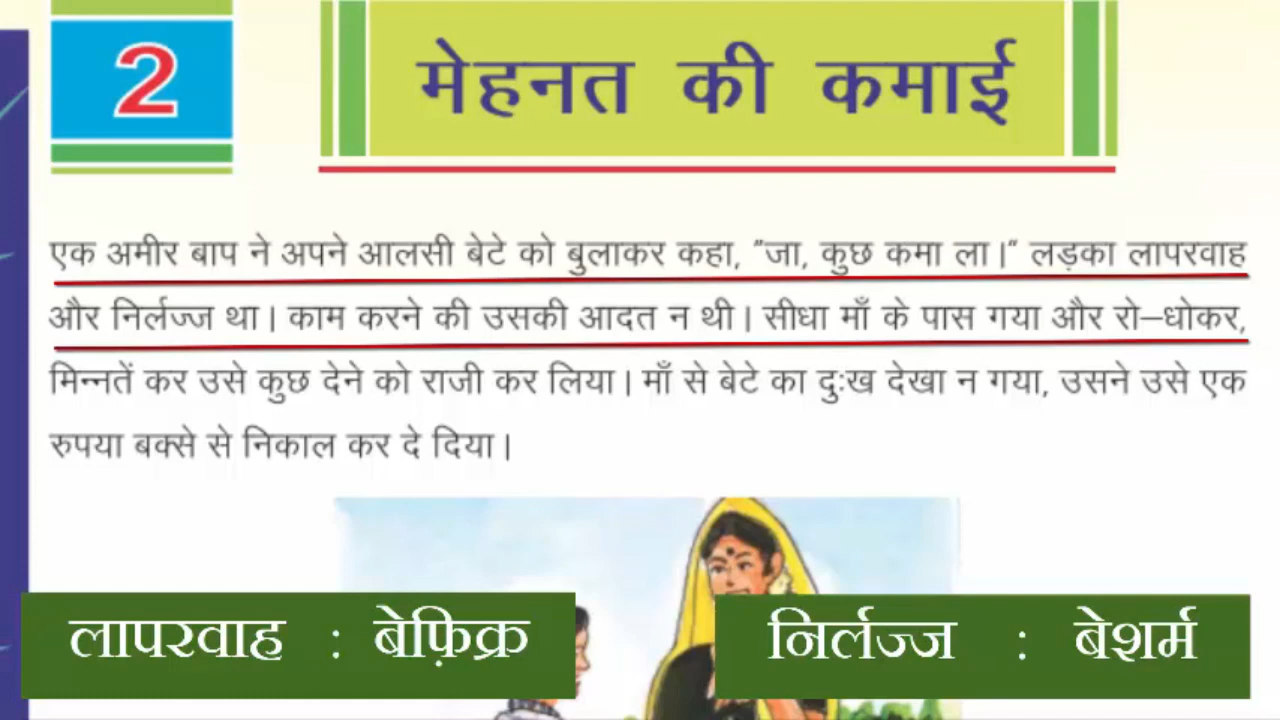 2
मेहनत की कमाई
एक अमीर बाप ने अपने आलसी बेटे को बुलाकर कहा, "जा, कुछ कमा ला।" लड़का लापरवाह
और निर्लज्ज था। काम करने की उसकी आदत न थी। सीधा माँ के पास गया और रो–धोकर,
मिन्नतें कर उसे कुछ देने को राजी कर लिया। माँ से बेटे का दुःख देखा न गया, उसने उसे एक
रुपया बक्से से निकाल कर दे दिया।
लापरवाह : बेफ़िक्र
निर्लज्ज : बेशर्म